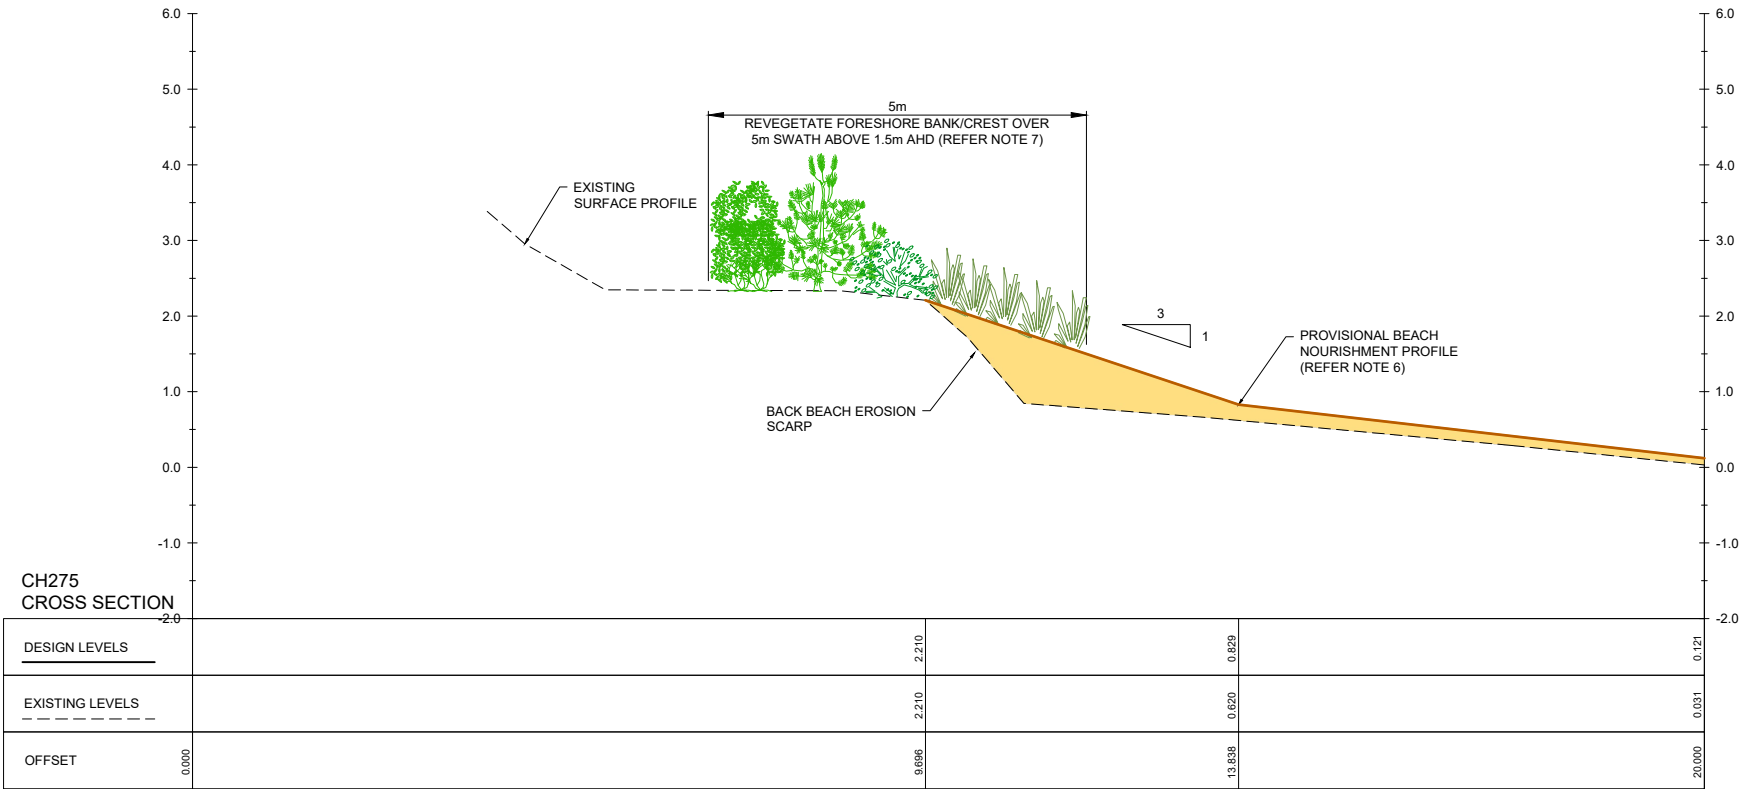 6.0
6.0
5.0
5.0
5m
REVEGETATE FORESHORE BANK/CREST OVER
5m SWATH ABOVE 1.5m AHD (REFER NOTE 7)
4.0
4.0
EXISTING
SURFACE PROFILE
3.0
3.0
2.0
2.0
3
1
PROVISIONAL BEACH
NOURISHMENT PROFILE
(REFER NOTE 6)
1.0
1.0
BACK BEACH EROSION
SCARP
0.0
0.0
-1.0
-1.0
CH275
CROSS SECTION
-2.0
-2.0
DESIGN LEVELS
2.210
0.829
0.121
EXISTING LEVELS
2.210
0.620
0.031
OFFSET
0.000
9.696
13.838
20.000